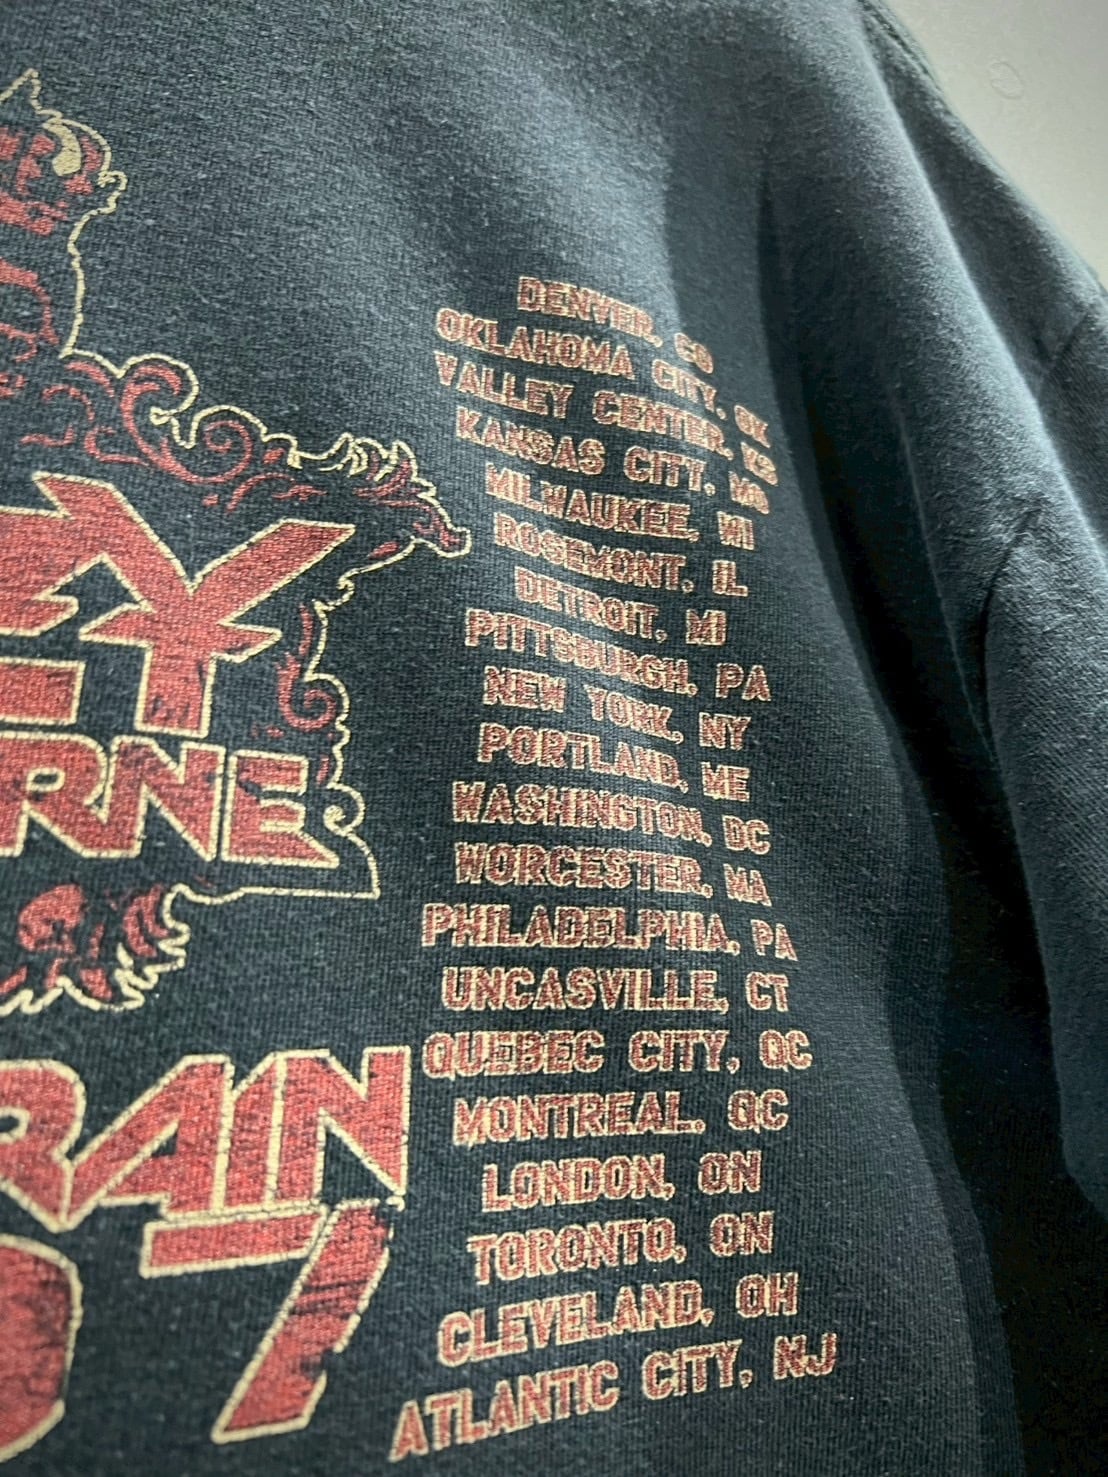 EY
RNE
RAIN
07
DENVER, CO
OKLAHOMA CITY, OK
VALLEY CENTER, KS
KANSAS CITY, MO
MILWAUKEE, WI
ROSEMONT, IL
DETROIT, MI
PITTSBURGH, PA
NEW YORK, NY
PORTLAND, ME
WASHINGTON, DC
WORCESTER, MA
PHILADELPHIA, PA
UNCASVILLE, CT
QUEBEC CITY, QC
MONTREAL, QC
LONDON, ON
TORONTO, ON
CLEVELAND, OH
ATLANTIC CITY, NJ